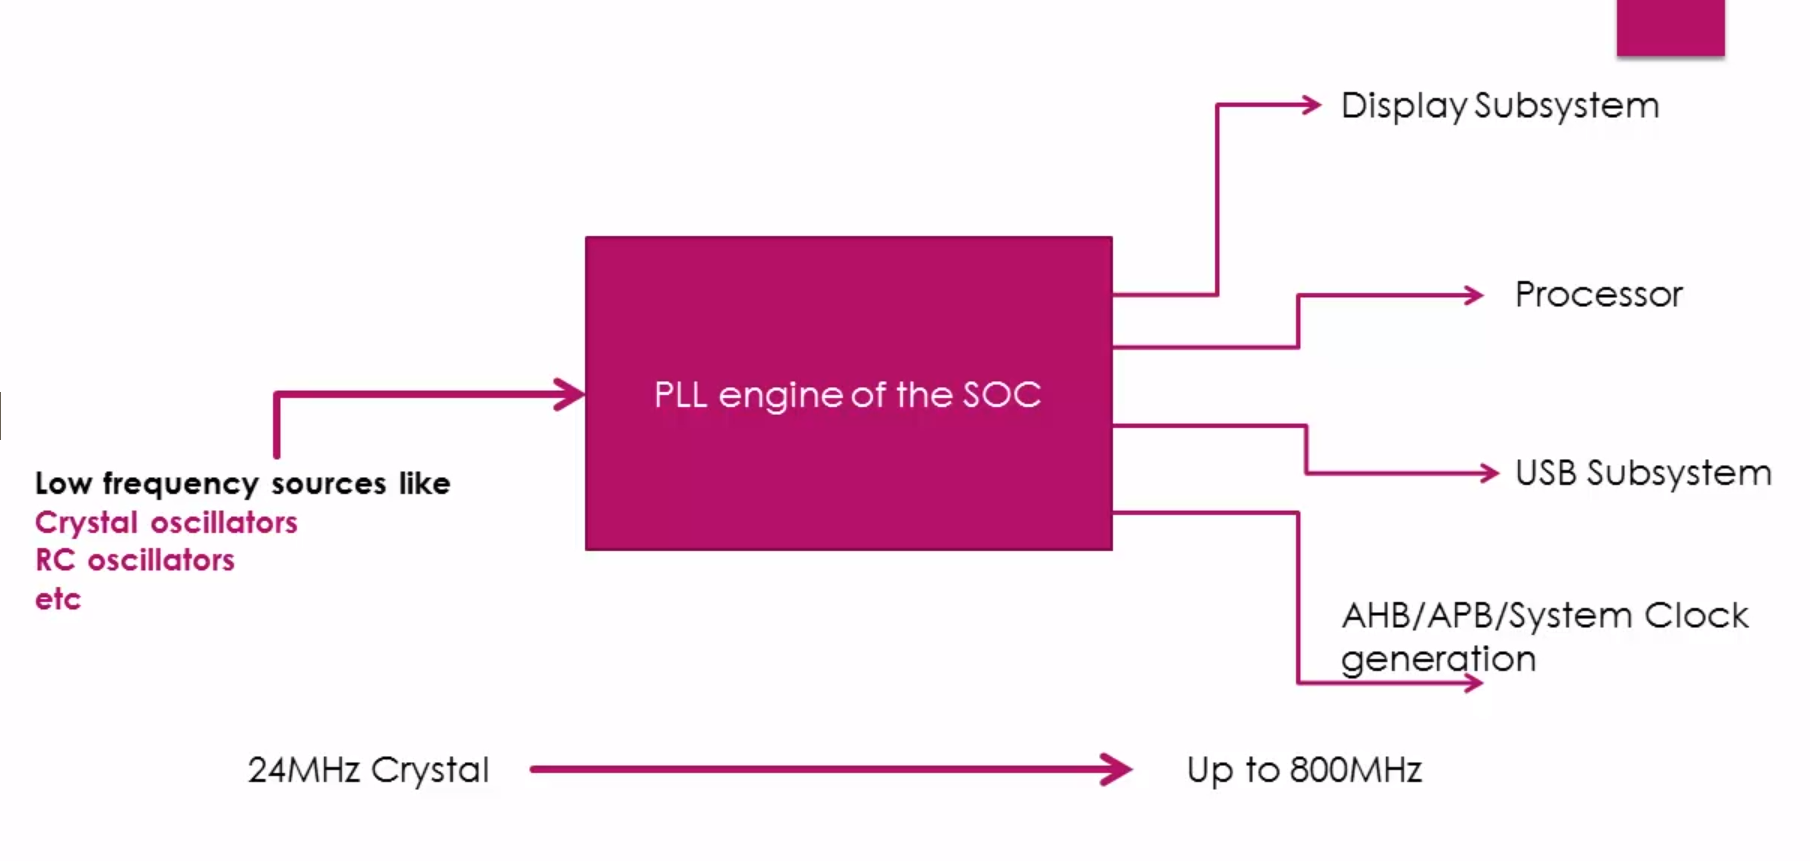 Display Subsystem
Processor
PLL engine of the SOC
USB Subsystem
Low frequency sources like
Crystal oscillators
RC oscillators
etc
AHB/APB/System Clock
generation
24MHz Crystal
Up to 800MHz